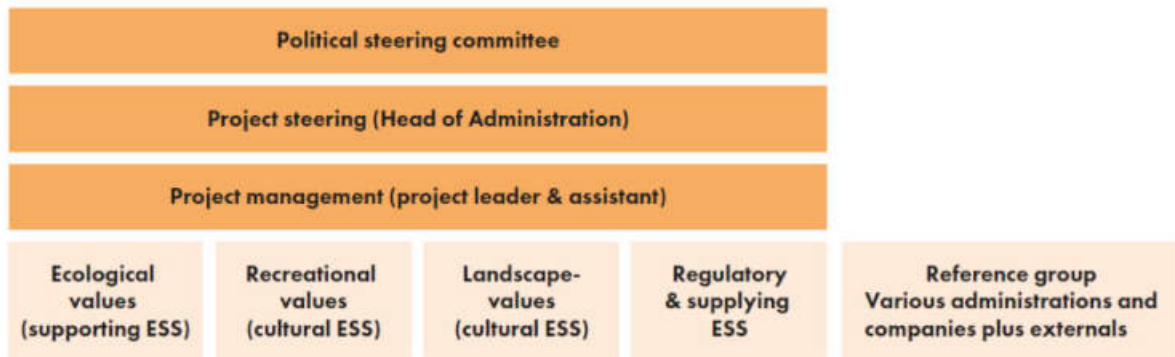 Political steering committee
Project steering (Head of Administration)
Project management (project leader & assistant)
Ecological
values
(supporting ESS)
Recreational
values
(cultural ESS)
Landscape-
values
(cultural ESS)
Regulatory
& supplying
ESS
Reference group
Various administrations and
companies plus externals